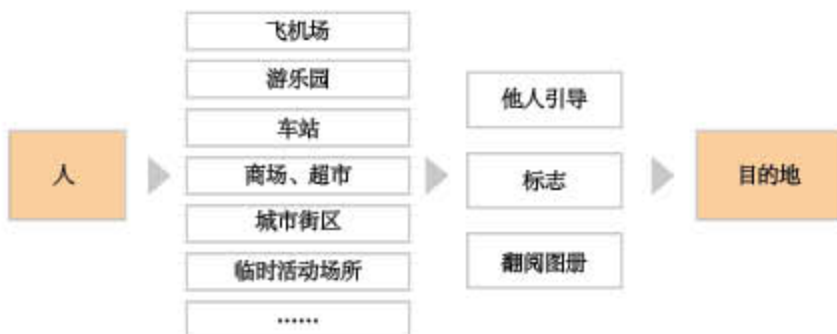 人
飞机场
游乐园
车站
商场、超市
城市街区
临时活动场所
……
他人引导
标志
翻阅图册
目的地